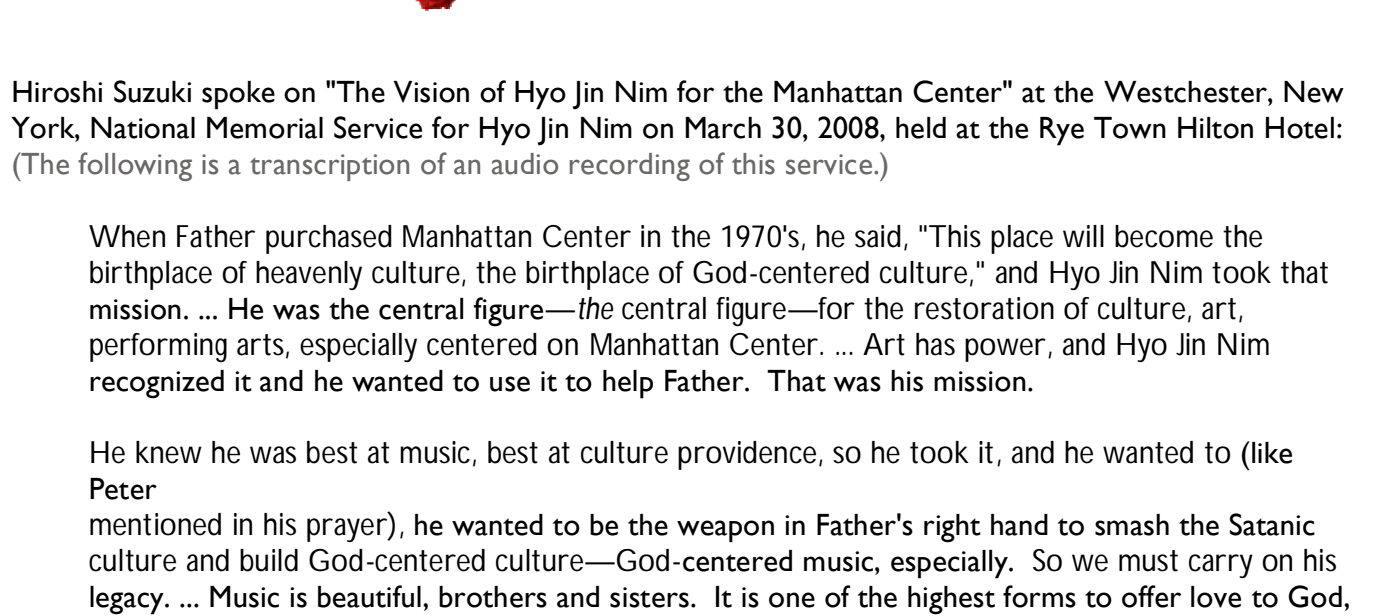 Hiroshi Suzuki spoke on "The Vision of Hyo Jin Nim for the Manhattan Center" at the Westchester, New
York, National Memorial Service for Hyo Jin Nim on March 30, 2008, held at the Rye Town Hilton Hotel:
(The following is a transcription of an audio recording of this service.)
When Father purchased Manhattan Center in the 1970's, he said, "This place will become the
birthplace of heavenly culture, the birthplace of God-centered culture," and Hyo Jin Nim took that
mission. ... He was the central figure—the central figure—for the restoration of culture, art,
performing arts, especially centered on Manhattan Center. ... Art has power, and Hyo Jin Nim
recognized it and he wanted to use it to help Father.  That was his mission.
He knew he was best at music, best at culture providence, so he took it, and he wanted to (like
Peter
mentioned in his prayer), he wanted to be the weapon in Father's right hand to smash the Satanic
culture and build God-centered culture—God-centered music, especially.  So we must carry on his
legacy. ... Music is beautiful, brothers and sisters.  It is one of the highest forms to offer love to God,